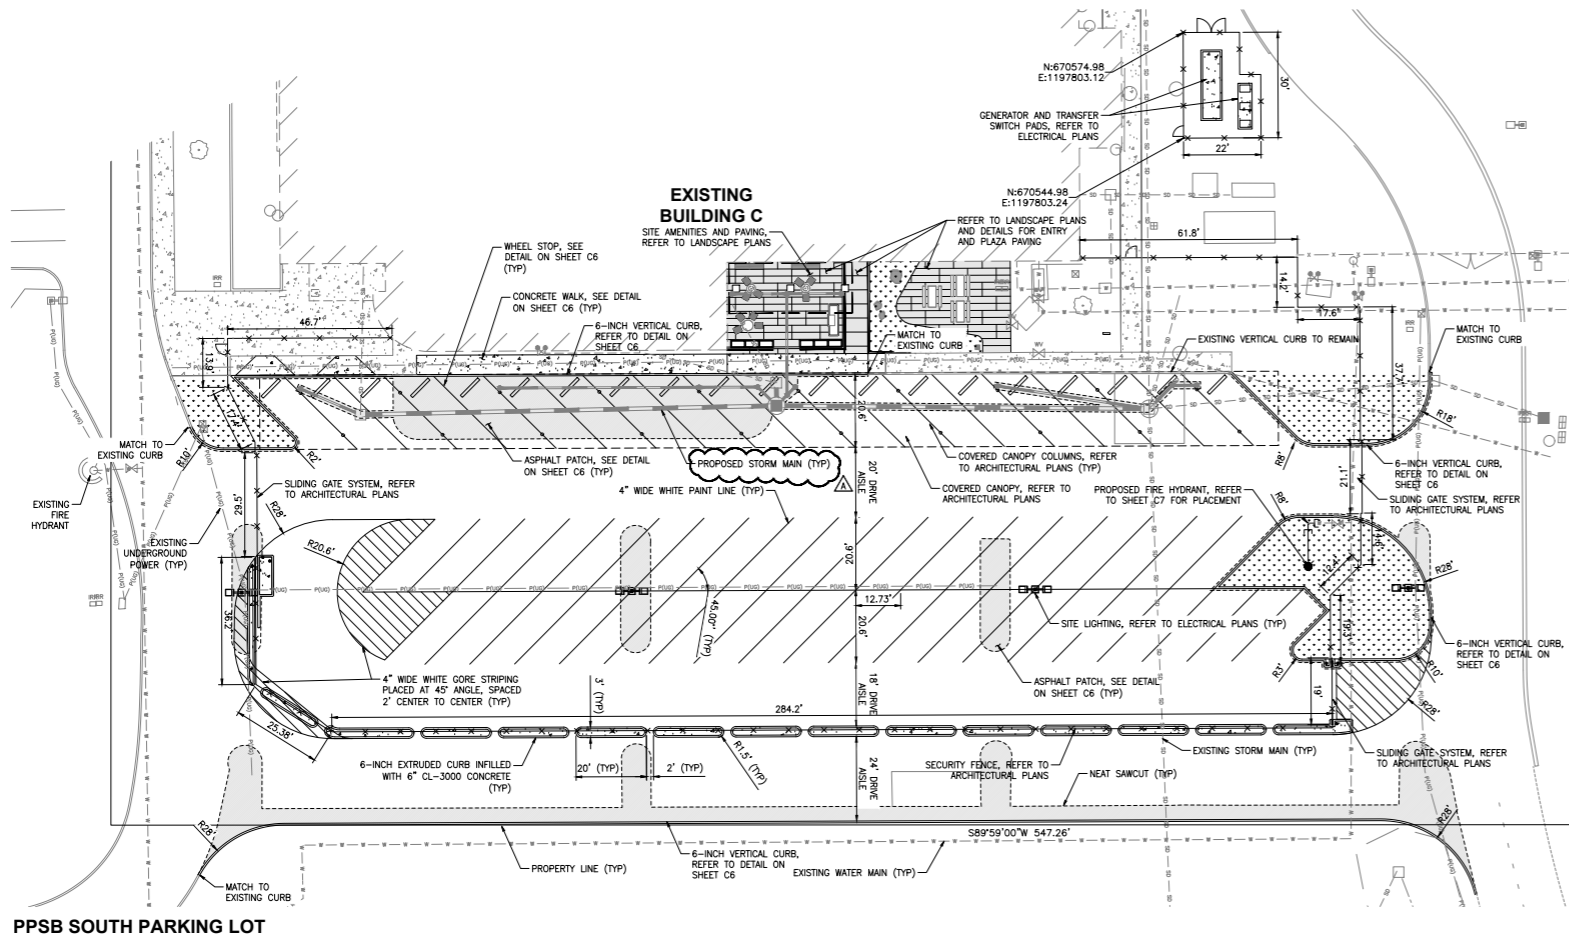 N:670574.98
E:1197803.12
30'
GENERATOR AND TRANSFER
SWITCH PADS, REFER TO
ELECTRICAL PLANS
22'
N:670544.98
E:1197803.24
EXISTING
BUILDING C
SITE AMENITIES AND PAVING,
REFER TO LANDSCAPE PLANS
REFER TO LANDSCAPE PLANS
AND DETAILS FOR ENTRY
AND PLAZA PAVING
61.8'
14.2'
17.6'
WHEEL STOP, SEE
DETAIL ON SHEET C6
(TYP)
CONCRETE WALK, SEE DETAIL
ON SHEET C6 (TYP)
6-INCH VERTICAL CURB,
REFER TO DETAIL ON
SHEET C6
MATCH TO
EXISTING CURB
EXISTING VERTICAL CURB TO REMAIN
MATCH TO
EXISTING CURB
46.7'
13.9'
17.4'
R10'
R2'
MATCH TO
EXISTING CURB
EXISTING
FIRE
HYDRANT
SLIDING GATE SYSTEM, REFER
TO ARCHITECTURAL PLANS
29.5'
R28'
EXISTING
UNDERGROUND
POWER (TYP)
R20.6'
36.2'
ASPHALT PATCH, SEE DETAIL
ON SHEET C6 (TYP)
PROPOSED STORM MAIN (TYP)
A
4" WIDE WHITE PAINT LINE (TYP)
20.6'
20' DRIVE
AISLE
COVERED CANOPY COLUMNS, REFER
TO ARCHITECTURAL PLANS (TYP)
COVERED CANOPY, REFER TO
ARCHITECTURAL PLANS
PROPOSED FIRE HYDRANT, REFER
TO SHEET C7 FOR PLACEMENT
R18'
R8'
6-INCH VERTICAL CURB,
REFER TO DETAIL ON
SHEET C6
21.1'
SLIDING GATE SYSTEM, REFER
TO ARCHITECTURAL PLANS
R8'
12.4'
R28'
19.3'
6-INCH VERTICAL CURB,
REFER TO DETAIL ON
SHEET C6
R10'
R3'
19'
R28'
20.6'
12.73'
45.00° (TYP)
20.6'
SITE LIGHTING, REFER TO ELECTRICAL PLANS (TYP)
4" WIDE WHITE GORE STRIPING
PLACED AT 45° ANGLE, SPACED
2' CENTER TO CENTER (TYP)
3' (TYP)
18' DRIVE
AISLE
ASPHALT PATCH, SEE DETAIL
ON SHEET C6 (TYP)
284.2'
25.38'
6-INCH EXTRUDED CURB INFILLED
WITH 6" CL-3000 CONCRETE
(TYP)
20' (TYP)
2' (TYP)
R1.5' (TYP)
24' DRIVE
AISLE
SECURITY FENCE, REFER TO
ARCHITECTURAL PLANS
EXISTING STORM MAIN (TYP)
NEAT SAWCUT (TYP)
SLIDING GATE SYSTEM, REFER
TO ARCHITECTURAL PLANS
R28'
R28'
S89°59'00"W 547.26'
PROPERTY LINE (TYP)
6-INCH VERTICAL CURB,
REFER TO DETAIL ON
SHEET C6
EXISTING WATER MAIN (TYP)
MATCH TO
EXISTING CURB
PPSB SOUTH PARKING LOT